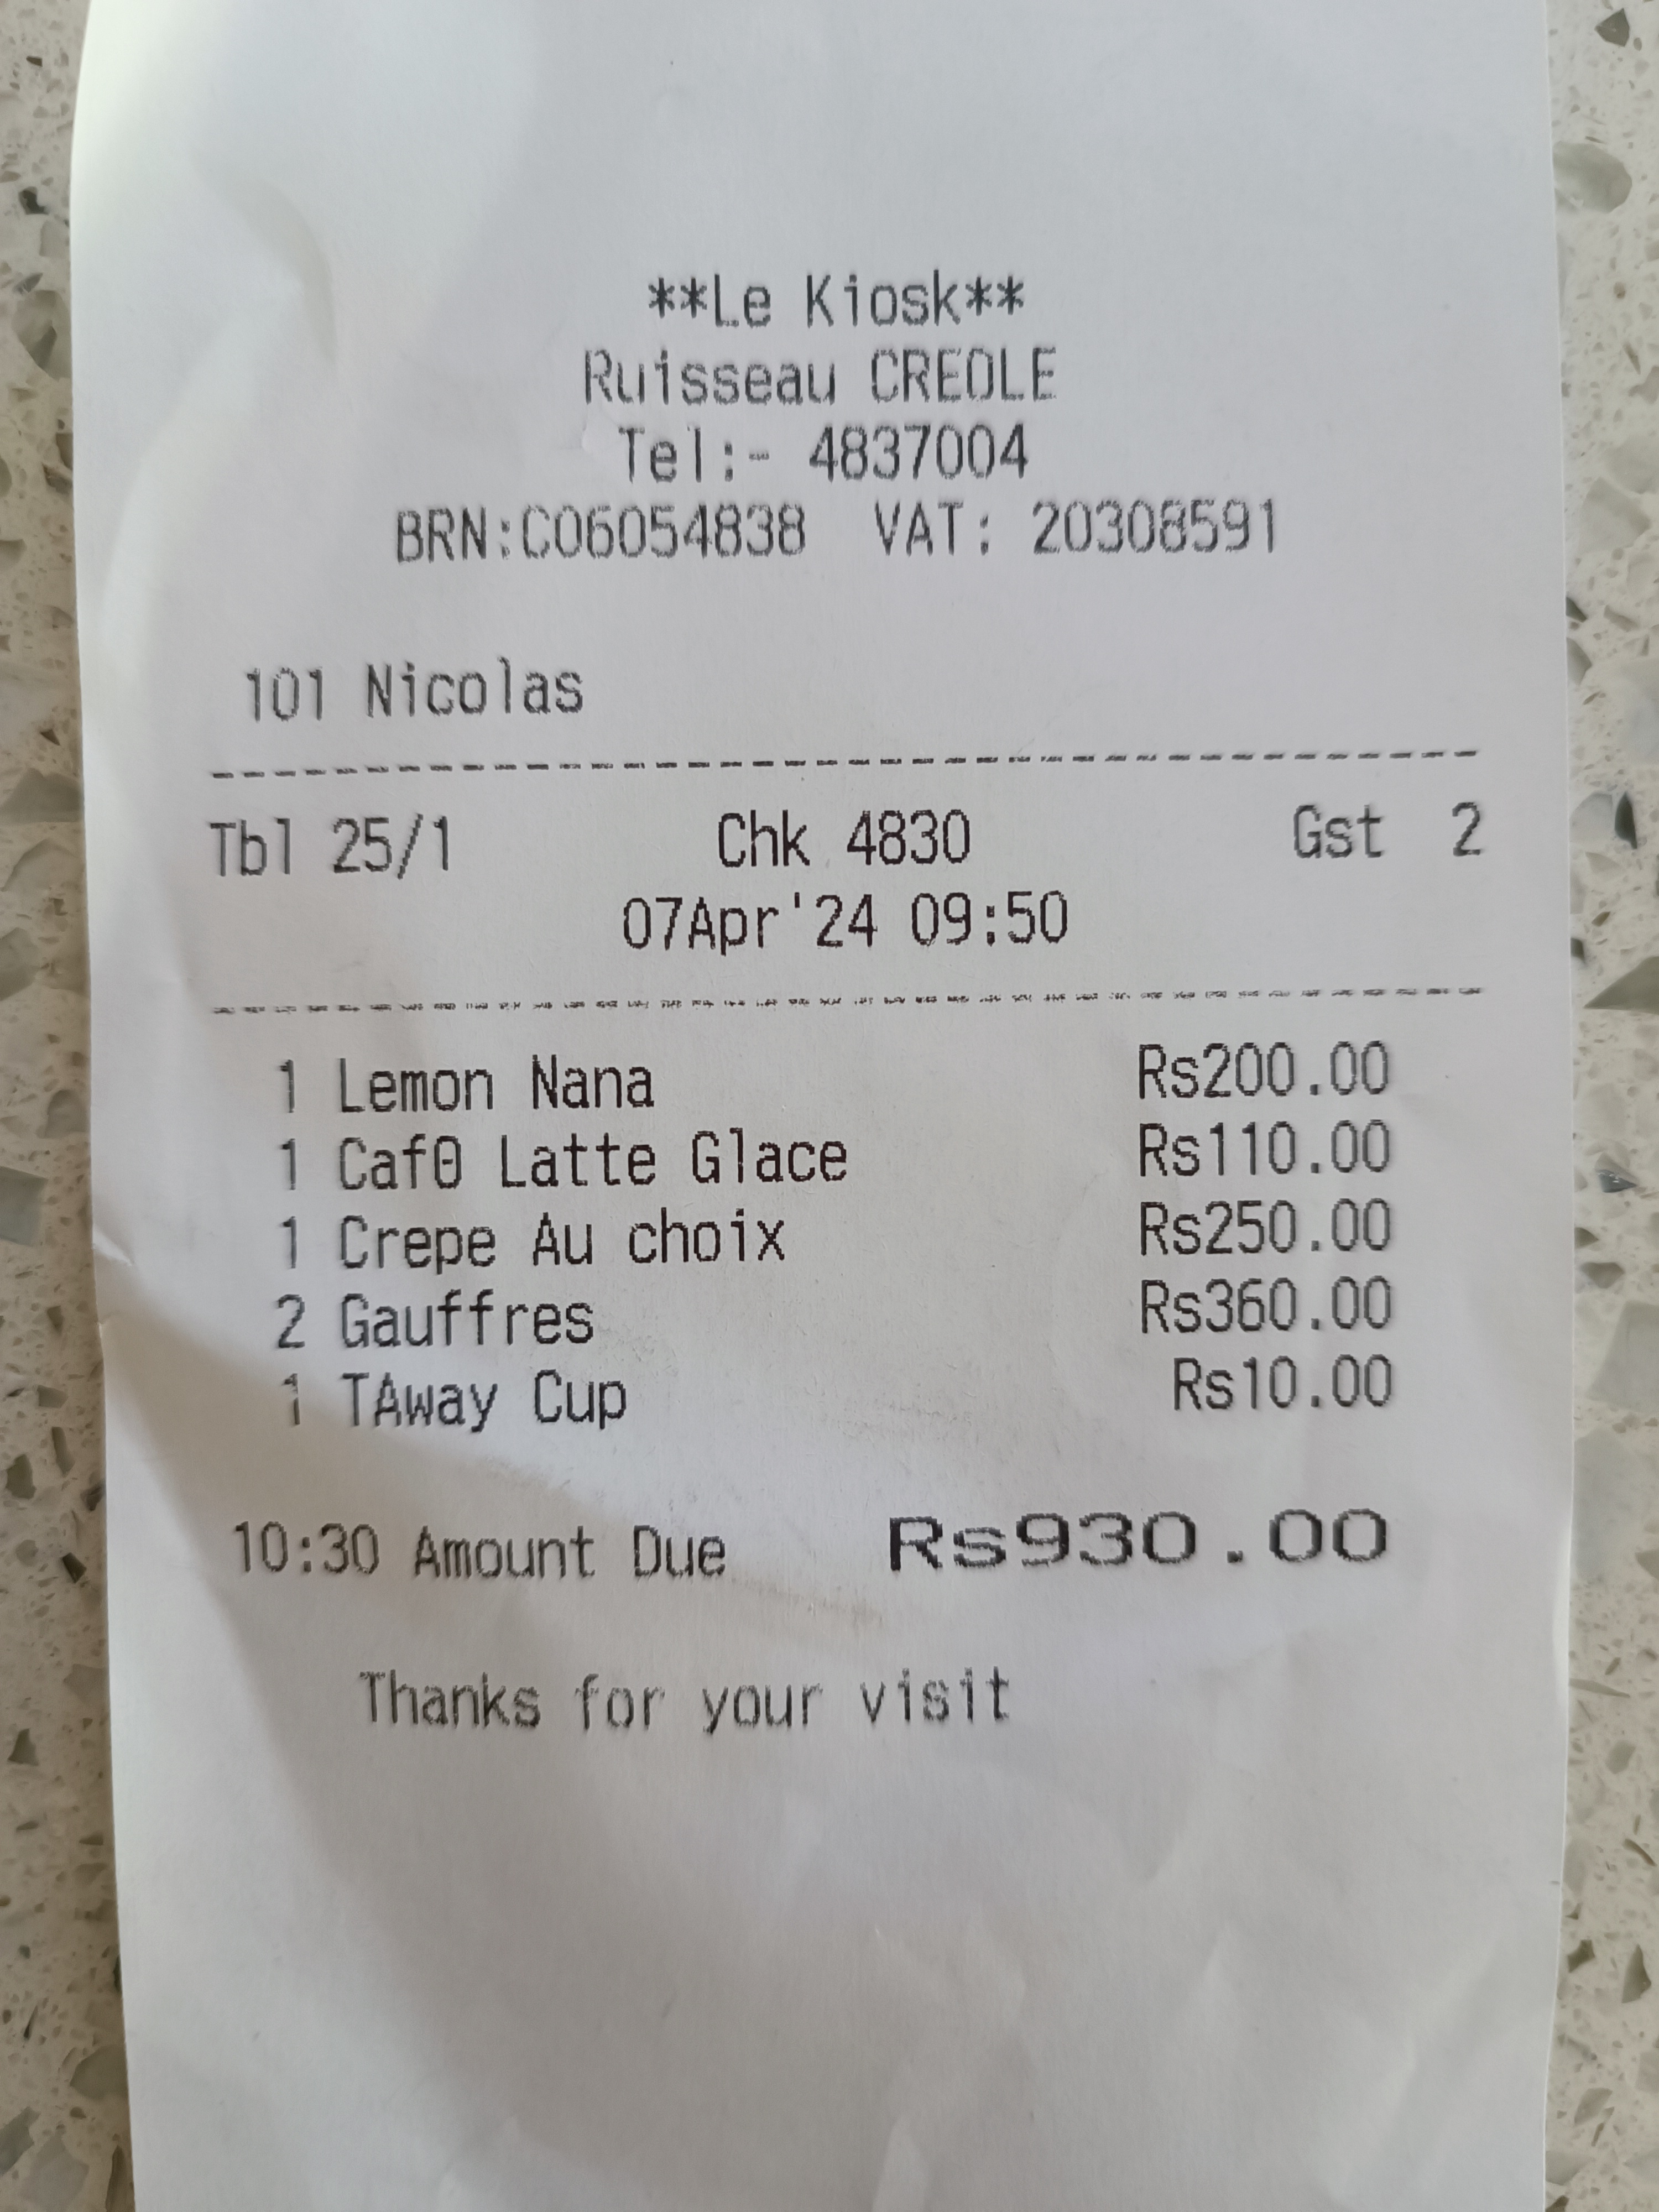 **Le Kiosk**
Ruisseau CREOLE
Tel:- 4837004
BRN:C06054838 VAT: 20308591
101 Nicolas
Tbl 25/1 Chk 4830 Gst 2
07Apr'24 09:50
1 Lemon Nana Rs200.00
1 Caf0 Latte Glace Rs110.00
1 Crepe Au choix Rs250.00
2 Gauffres Rs360.00
1 TAway Cup Rs10.00
10:30 Amount Due Rs930.00
Thanks for your visit